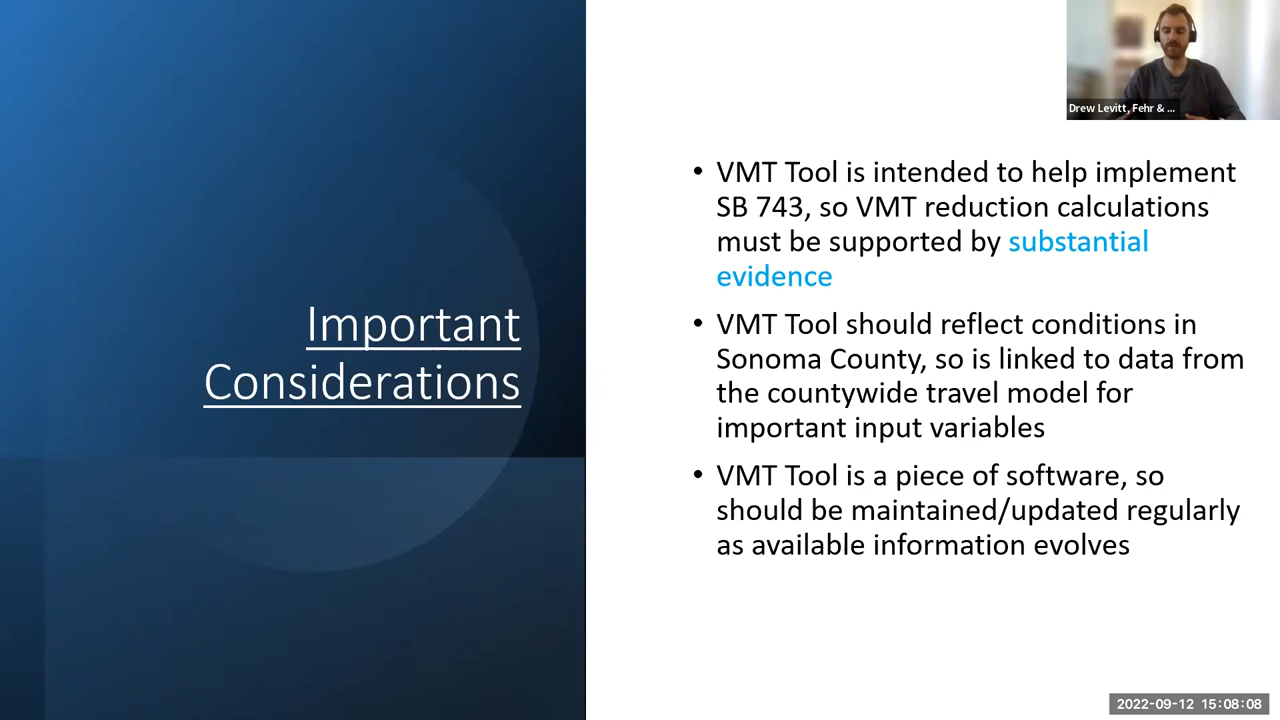 Important
Considerations
Drew Levitt, Fehr & ...
• VMT Tool is intended to help implement
SB 743, so VMT reduction calculations
must be supported by substantial
evidence
• VMT Tool should reflect conditions in
Sonoma County, so is linked to data from
the countywide travel model for
important input variables
• VMT Tool is a piece of software, so
should be maintained/updated regularly
as available information evolves
2022-09-12 15:08:08